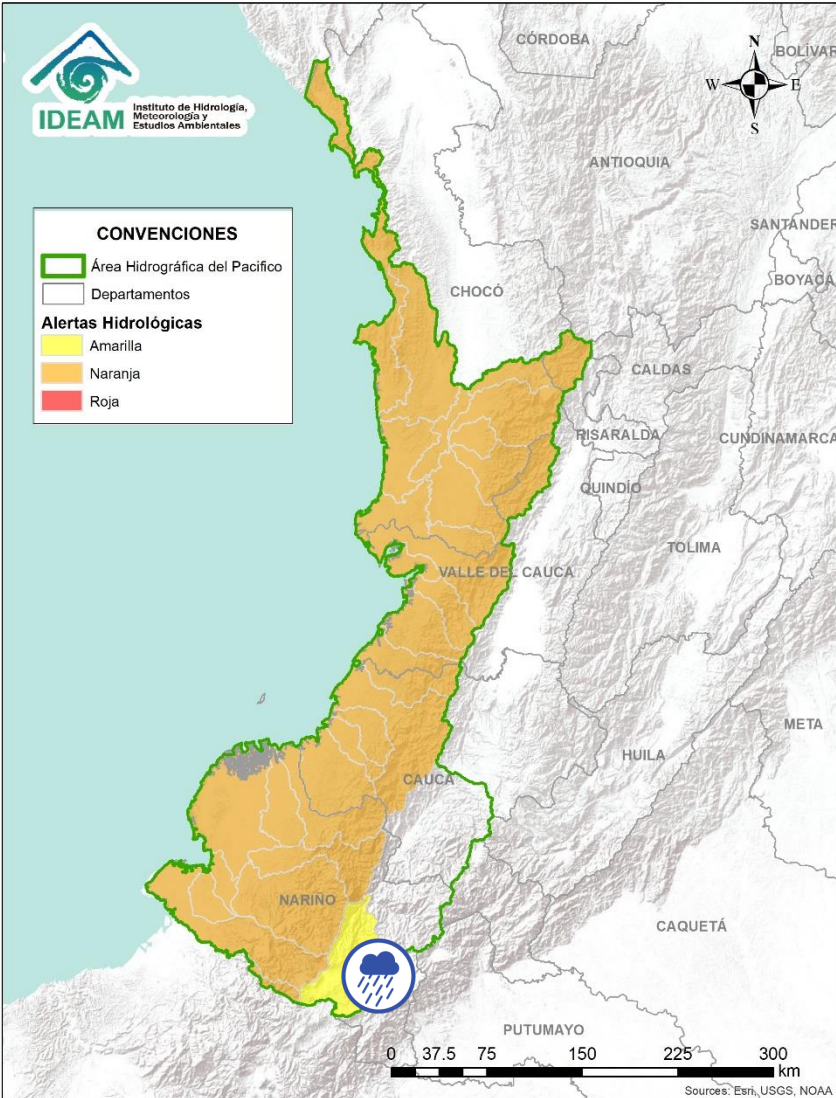 IDEAM
Instituto de Hidrología,
Meteorología y
Estudios Ambientales
CÓRDOBA
BOLÍVAR
N
W
E
S
ANTIOQUIA
SANTANDER
BOYACÁ
CONVENCIONES
Área Hidrográfica del Pacifico
Departamentos
Alertas Hidrológicas
Amarilla
Naranja
Roja
CHOCÓ
CALDAS
RISARALDA
CUNDINAMARCA
QUINDÍO
TOLIMA
VALLE DEL CAUCA
META
HUILA
CAUCA
NARIÑO
CAQUETÁ
PUTUMAYO
0 37.5 75 150 225 300
km
Sources: Esri, USGS, NOAA